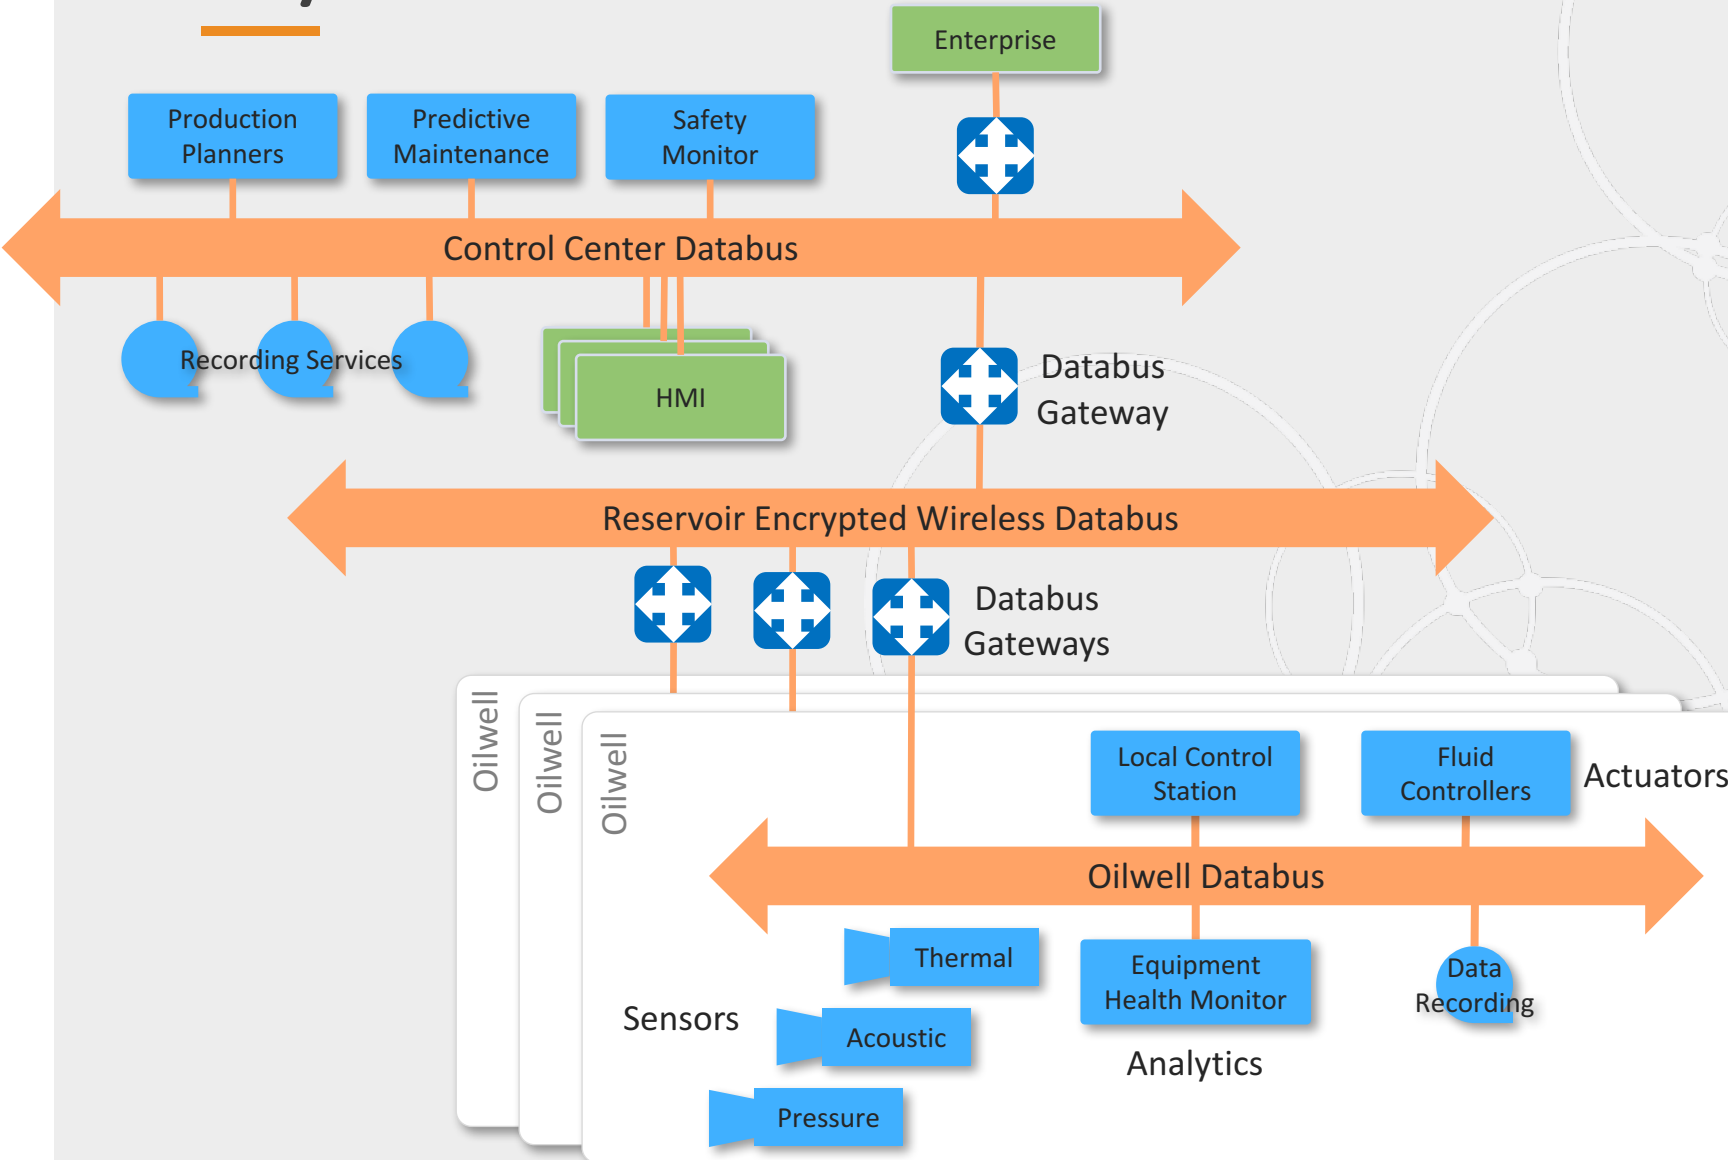 Enterprise
Production
Planners
Predictive
Maintenance
Safety
Monitor
Control Center Databus
Recording Services
HMI
Databus
Gateway
Reservoir Encrypted Wireless Databus
Databus
Gateways
Oilwell
Oilwell
Oilwell
Local Control
Station
Fluid
Controllers
Actuators
Oilwell Databus
Thermal
Equipment
Health Monitor
Data
Recording
Sensors
Acoustic
Analytics
Pressure